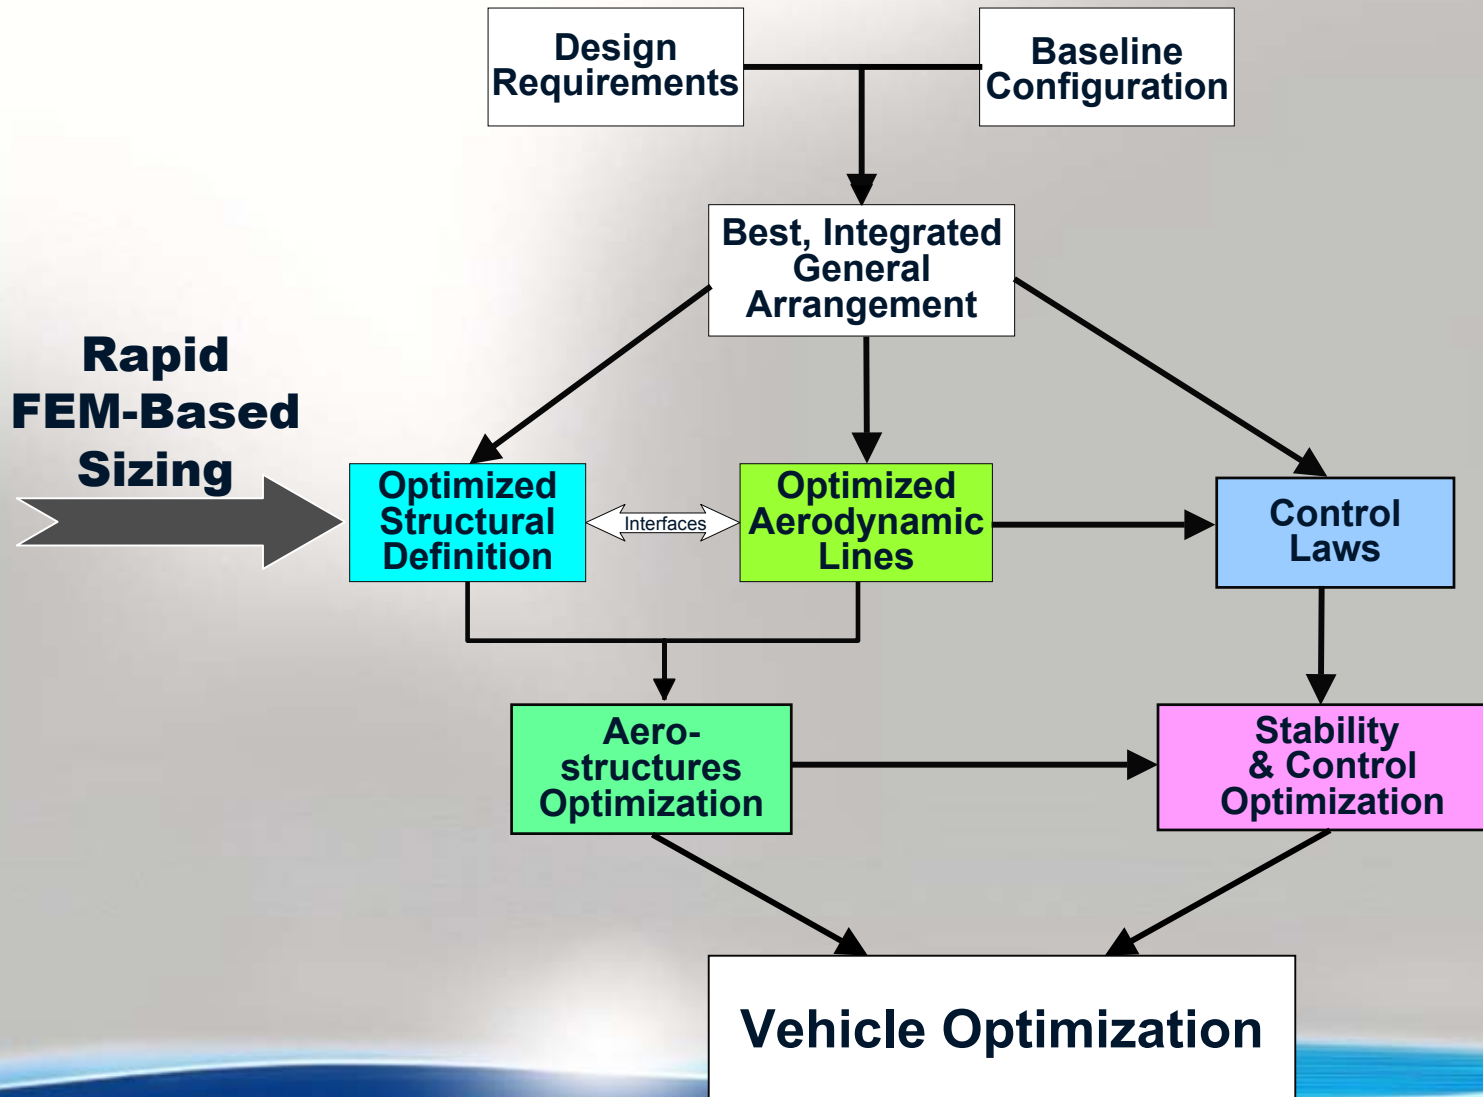 Design
Requirements
Baseline
Configuration
Best, Integrated
General
Arrangement
Rapid
FEM-Based
Sizing
Optimized
Structural
Definition
Interfaces
Optimized
Aerodynamic
Lines
Control
Laws
Aero-
structures
Optimization
Stability
& Control
Optimization
Vehicle Optimization